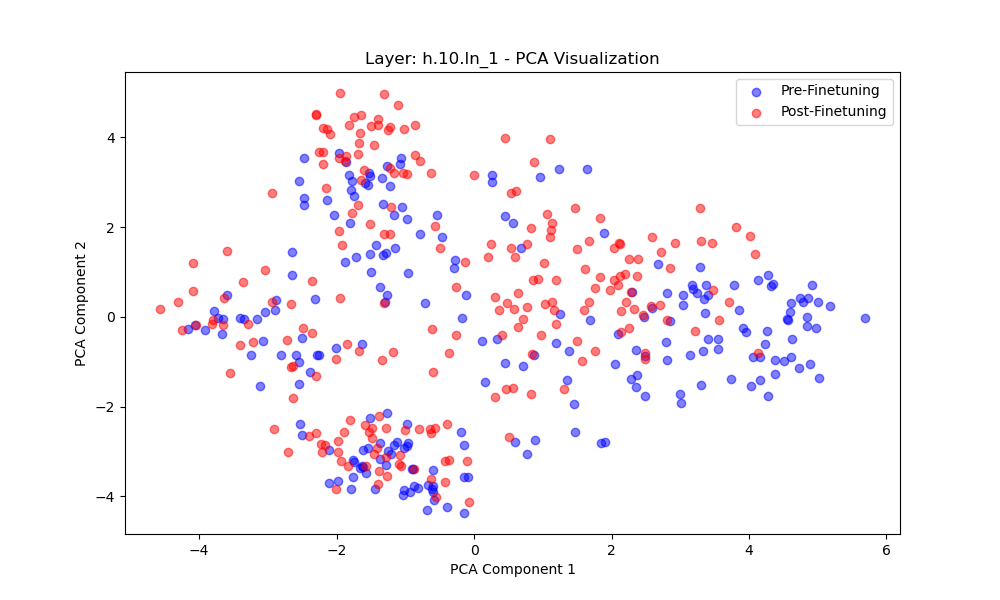 Layer: h.10.ln_1 - PCA Visualization
Pre-Finetuning
Post-Finetuning
PCA Component 2
4
2
0
−2
−4
−4
−2
0
2
4
6
PCA Component 1